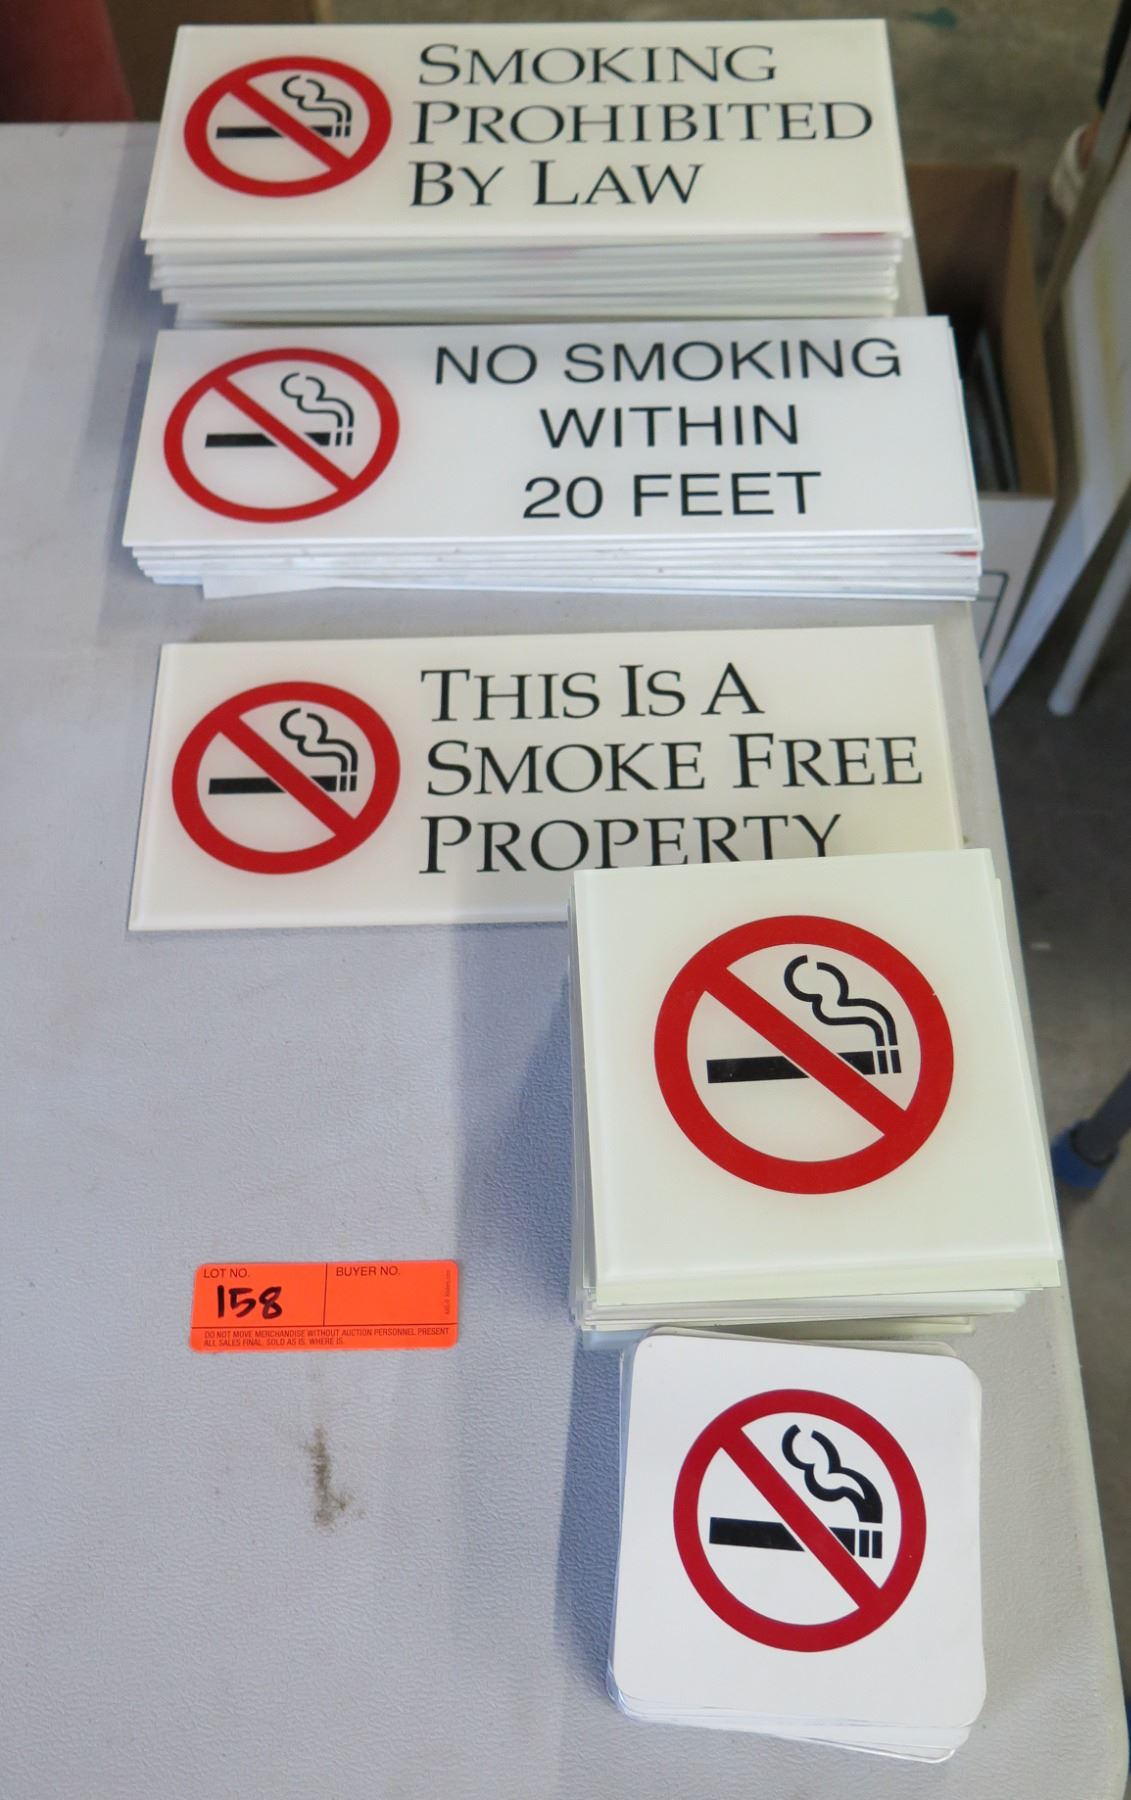 SMOKING
PROHIBITED
BY LAW
NO SMOKING
WITHIN
20 FEET
THIS IS A
SMOKE FREE
PROPERTY
LOT NO.
158
BUYER NO.
DO NOT MOVE MERCHANDISE WITHOUT AUCTION PERSONNEL PRESENT
ALL SALES FINAL. SOLD AS IS, WHERE IS.